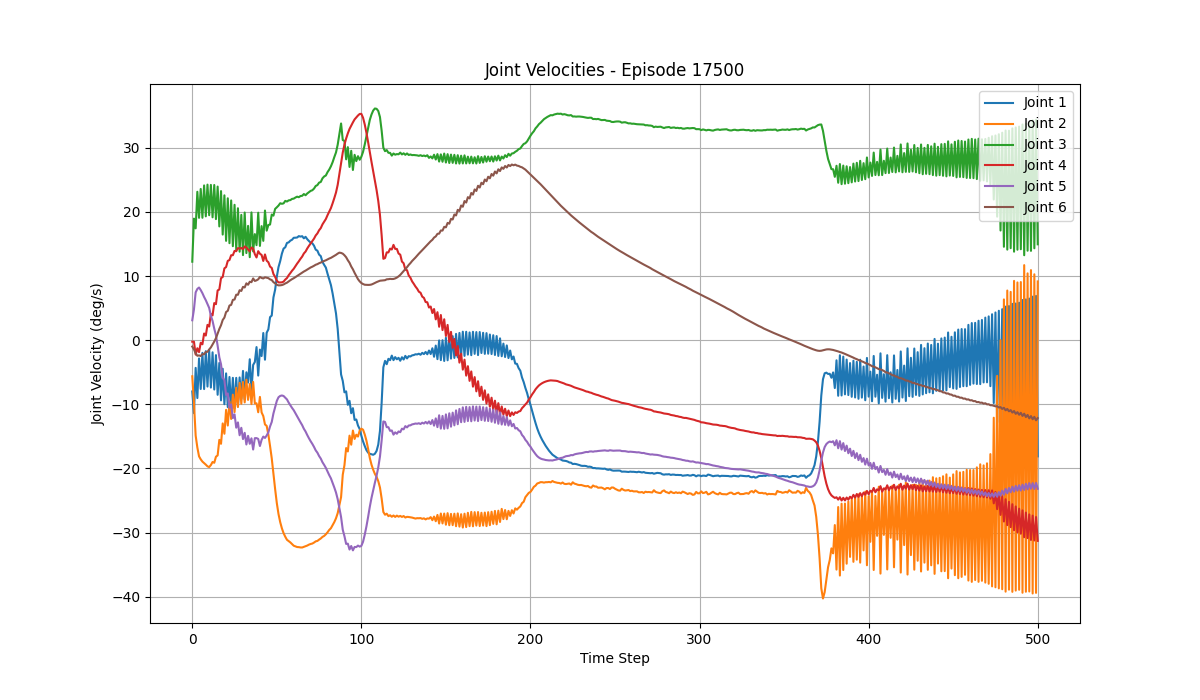 Joint Velocities - Episode 17500
Joint 1
Joint 2
Joint 3
Joint 4
Joint 5
Joint 6
Joint Velocity (deg/s)
30
20
10
0
−10
−20
−30
−40
0
100
200
300
400
500
Time Step